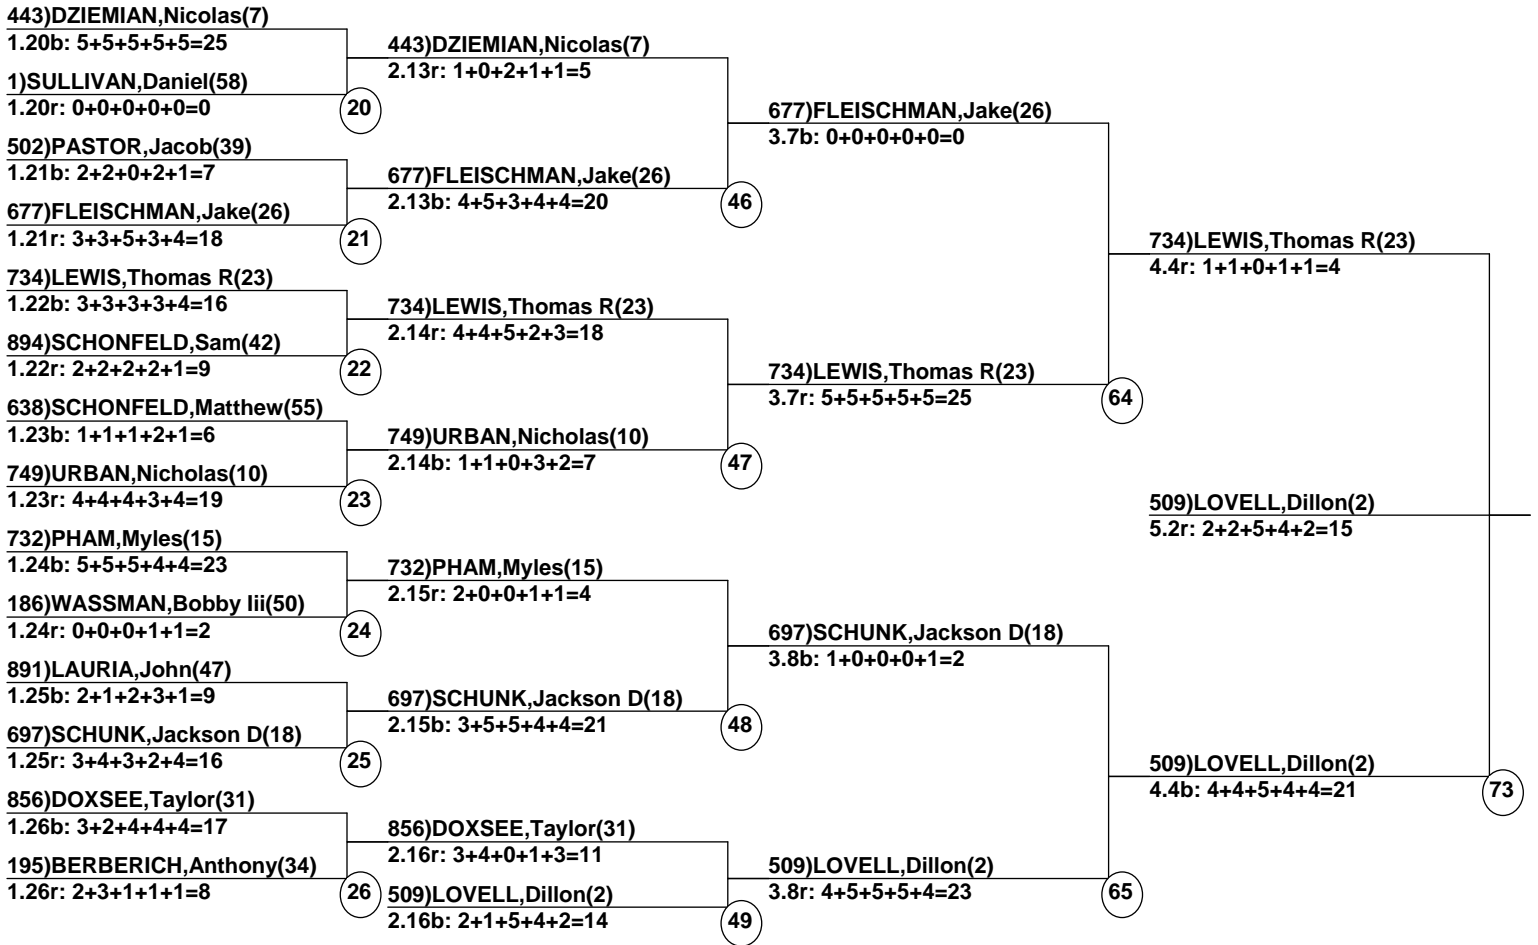 443)DZIEMIAN,Nicolas(7)
1.20b: 5+5+5+5+5=25
1)SULLIVAN,Daniel(58)
1.20r: 0+0+0+0+0=0
20
502)PASTOR,Jacob(39)
1.21b: 2+2+0+2+1=7
677)FLEISCHMAN,Jake(26)
1.21r: 3+3+5+3+4=18
21
734)LEWIS,Thomas R(23)
1.22b: 3+3+3+3+4=16
894)SCHONFELD,Sam(42)
1.22r: 2+2+2+2+1=9
22
638)SCHONFELD,Matthew(55)
1.23b: 1+1+1+2+1=6
749)URBAN,Nicholas(10)
1.23r: 4+4+4+3+4=19
23
732)PHAM,Myles(15)
1.24b: 5+5+5+4+4=23
186)WASSMAN,Bobby Iii(50)
1.24r: 0+0+0+1+1=2
24
891)LAURIA,John(47)
1.25b: 2+1+2+3+1=9
697)SCHUNK,Jackson D(18)
1.25r: 3+4+3+2+4=16
25
856)DOXSEE,Taylor(31)
1.26b: 3+2+4+4+4=17
195)BERBERICH,Anthony(34)
1.26r: 2+3+1+1+1=8
26
443)DZIEMIAN,Nicolas(7)
2.13r: 1+0+2+1+1=5
677)FLEISCHMAN,Jake(26)
2.13b: 4+5+3+4+4=20
46
734)LEWIS,Thomas R(23)
2.14r: 4+4+5+2+3=18
749)URBAN,Nicholas(10)
2.14b: 1+1+0+3+2=7
47
732)PHAM,Myles(15)
2.15r: 2+0+0+1+1=4
697)SCHUNK,Jackson D(18)
2.15b: 3+5+5+4+4=21
48
856)DOXSEE,Taylor(31)
2.16r: 3+4+0+1+3=11
509)LOVELL,Dillon(2)
2.16b: 2+1+5+4+2=14
49
677)FLEISCHMAN,Jake(26)
3.7b: 0+0+0+0+0=0
734)LEWIS,Thomas R(23)
3.7r: 5+5+5+5+5=25
64
697)SCHUNK,Jackson D(18)
3.8b: 1+0+0+0+1=2
509)LOVELL,Dillon(2)
3.8r: 4+5+5+5+4=23
65
734)LEWIS,Thomas R(23)
4.4r: 1+1+0+1+1=4
509)LOVELL,Dillon(2)
4.4b: 4+4+5+4+4=21
73
509)LOVELL,Dillon(2)
5.2r: 2+2+5+4+2=15